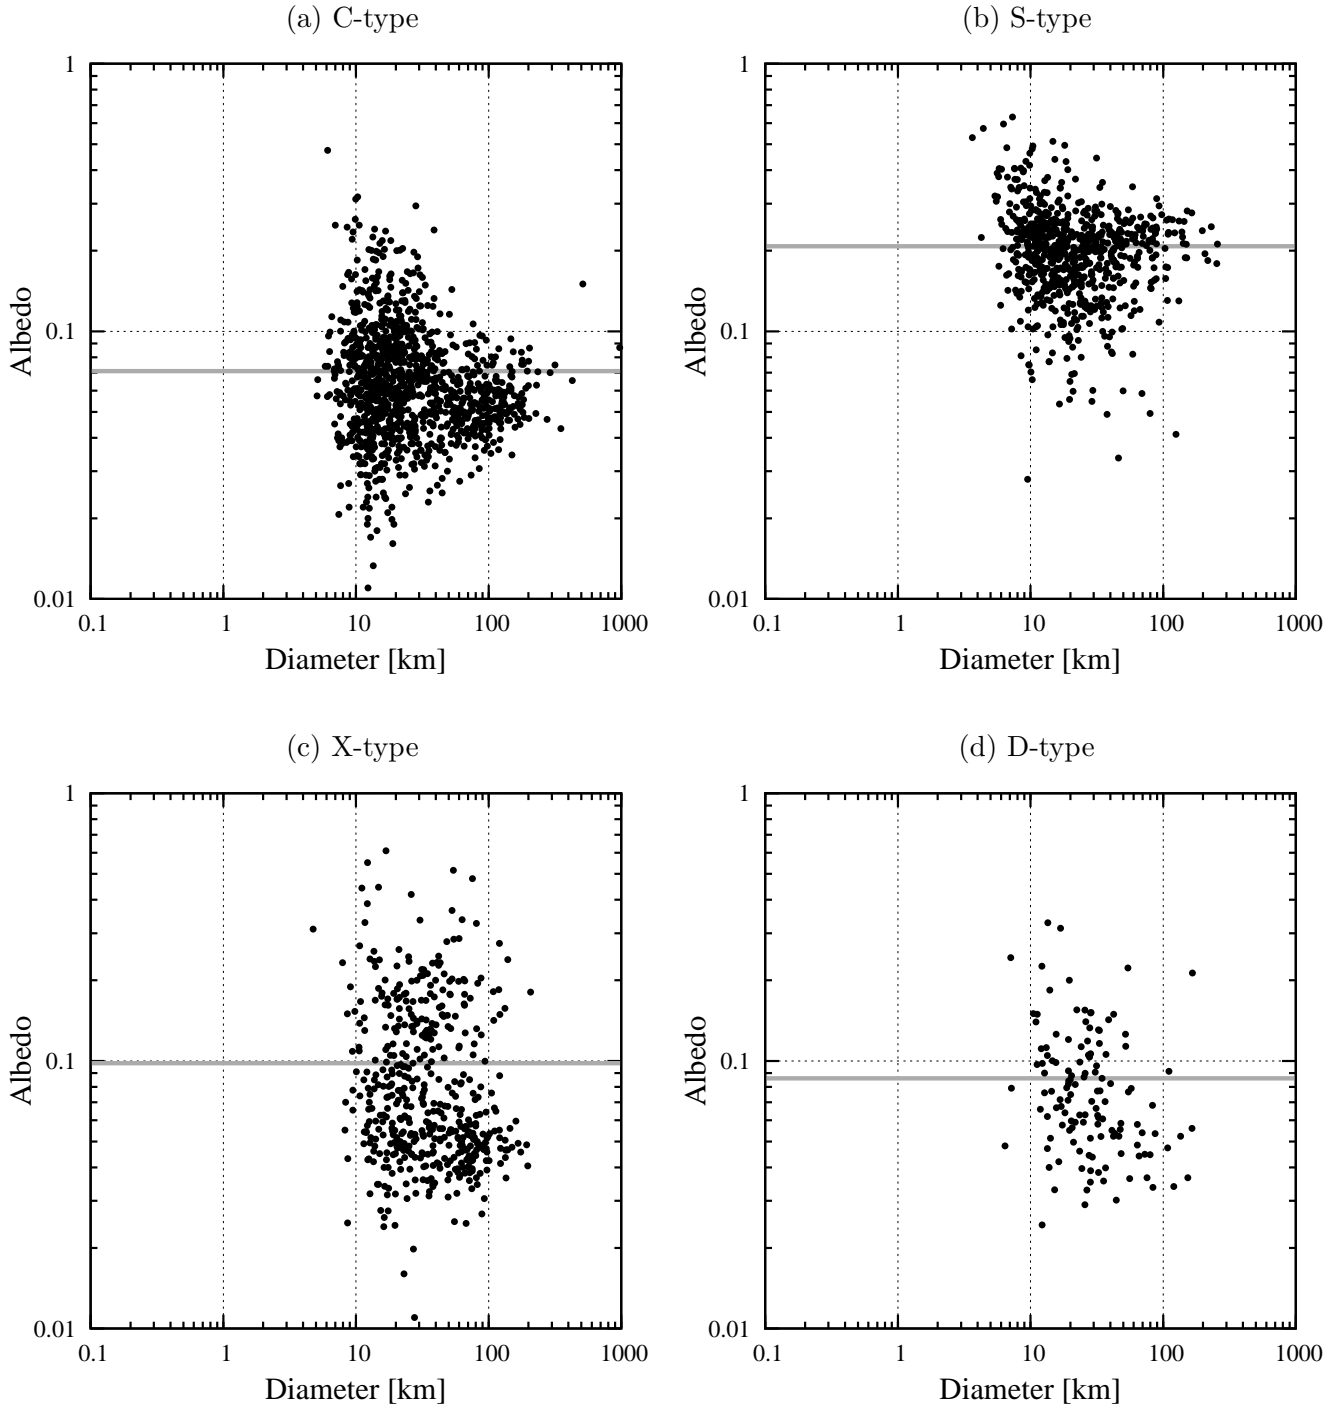 (a) C-type
(b) S-type
1
0.1
0.01
Albedo
0.1 1 10 100 1000
Diameter [km]
1
0.1
0.01
Albedo
0.1 1 10 100 1000
Diameter [km]
(c) X-type
(d) D-type
1
0.1
0.01
Albedo
0.1 1 10 100 1000
Diameter [km]
1
0.1
0.01
Albedo
0.1 1 10 100 1000
Diameter [km]